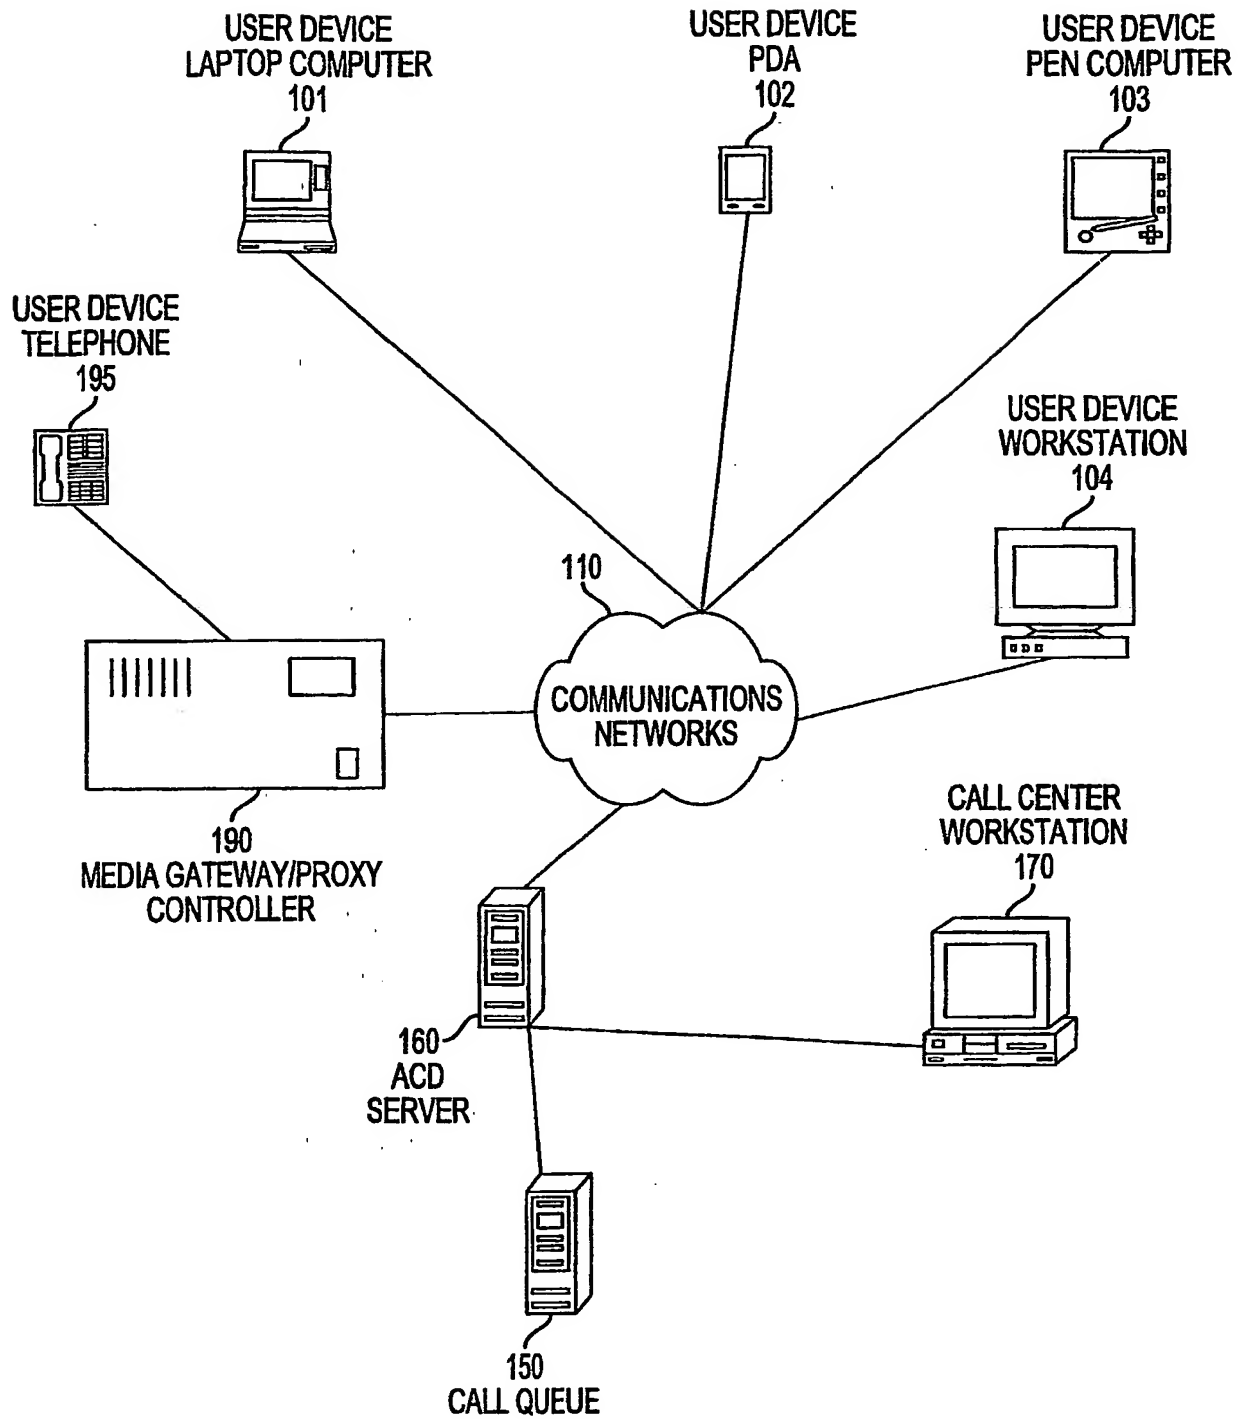 USER DEVICE
LAPTOP COMPUTER
101
USER DEVICE
PDA
102
USER DEVICE
PEN COMPUTER
103
USER DEVICE
TELEPHONE
195
USER DEVICE
WORKSTATION
104
110
COMMUNICATIONS
NETWORKS
190
MEDIA GATEWAY/PROXY
CONTROLLER
CALL CENTER
WORKSTATION
170
160
ACD
SERVER
150
CALL QUEUE